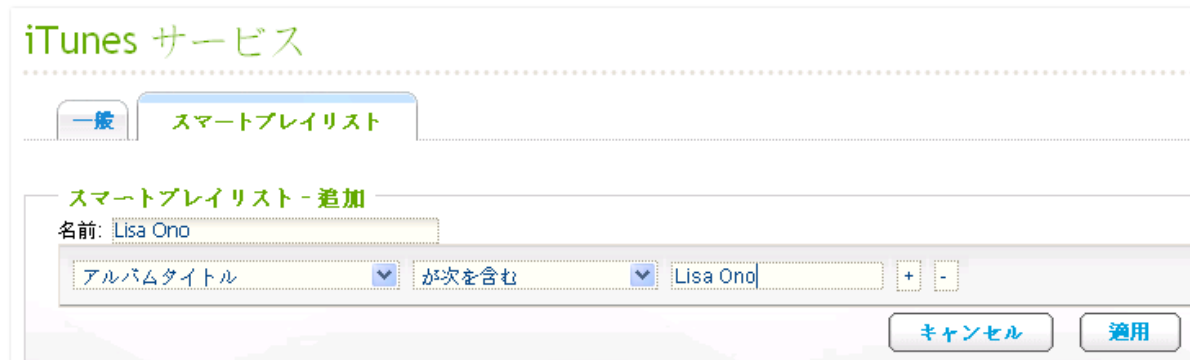 iTunes サービス
一般 スマートプレイリスト
スマートプレイリスト - 追加
名前: Lisa Ono
アルバムタイトル が次を含む Lisa Ono + -
キャンセル 適用